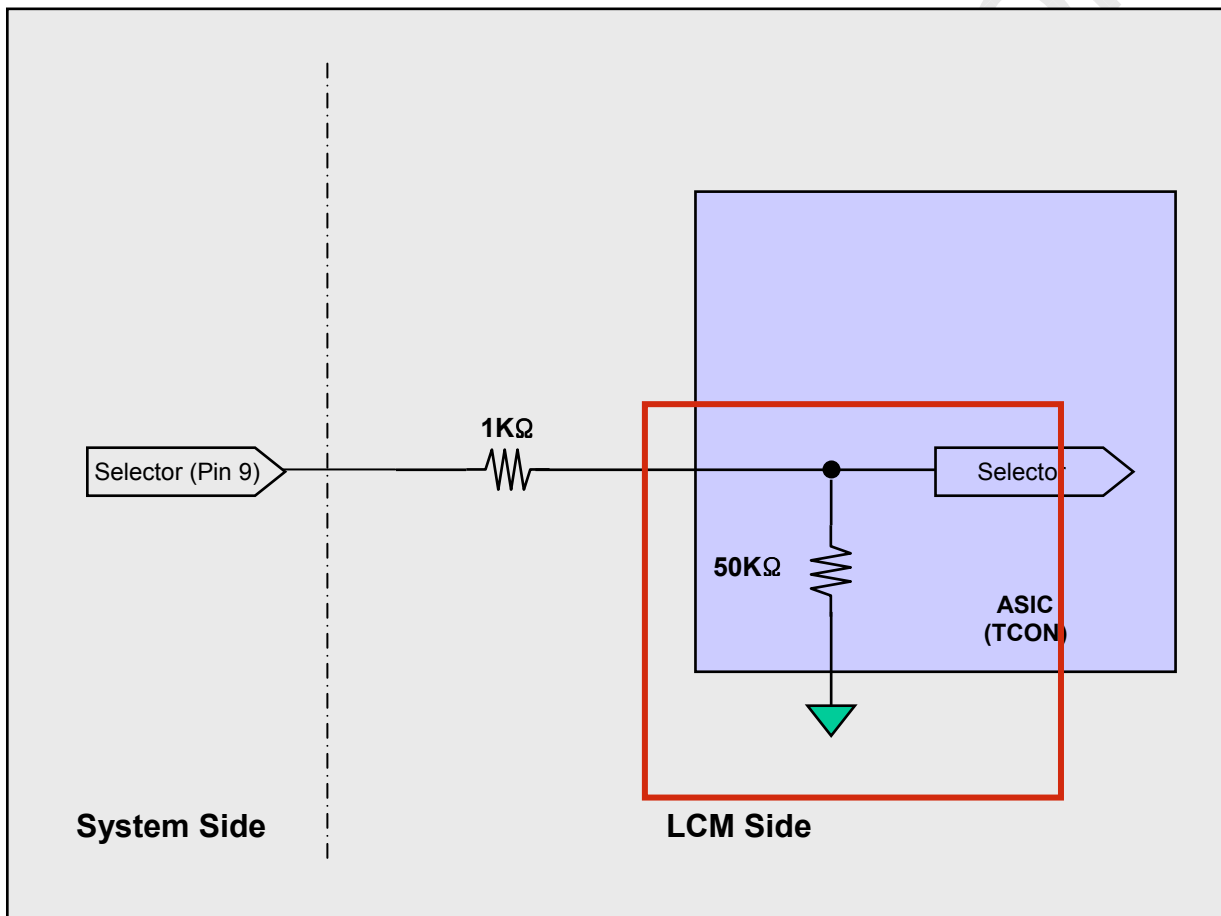 1KΩ
Selector (Pin 9)
Selector
50KΩ
ASIC
(TCON)
System Side
LCM Side